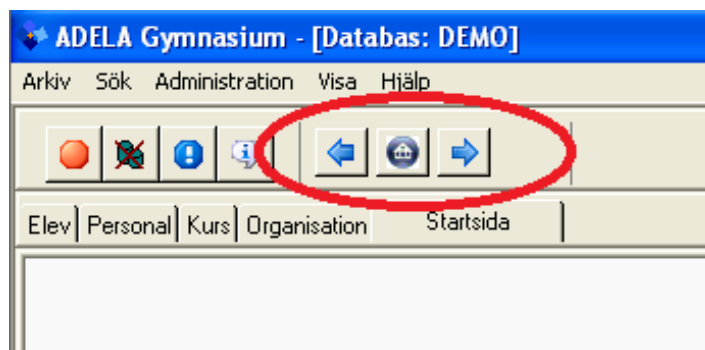 ADELA Gymnasium - [Databas: DEMO]
Arkiv Sök Administration Visa Hjälp
Elev Personal Kurs Organisation Startsida